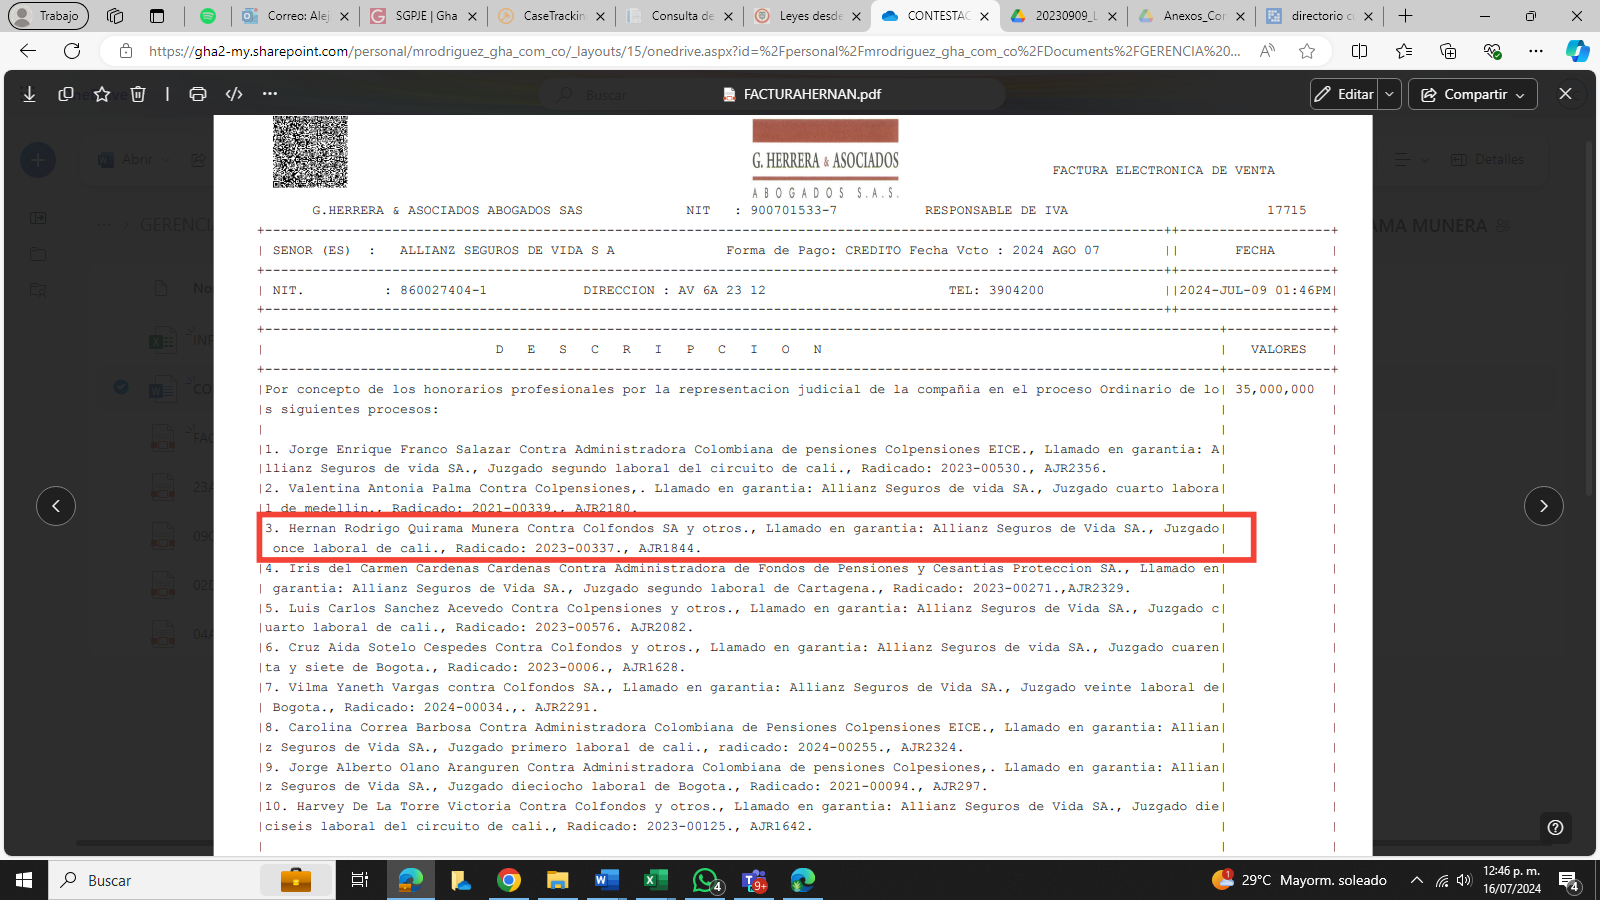 Trabajo
Correo: Alej
SGPJE | Gha
CaseTrackin
Consulta de
Leyes desde
CONTESTAC
20230909_L
Anexos_Con
directorio c
https://gha2-my.sharepoint.com/personal/mrodriguez_gha_com_co/_layouts/15/onedrive.aspx?id=%2Fpersonal%2Fmrodriguez_gha_com_co%2FDocuments%2FGERENCIA%20...
Buscar
FACTURAHERNAN.pdf
Editar
Compartir
Abrir
Detalles
G. HERRERA & ASOCIADOS
ABOGADOS S.A.S.
FACTURA ELECTRONICA DE VENTA
G.HERRERA & ASOCIADOS ABOGADOS SAS NIT : 900701533-7 RESPONSABLE DE IVA 17715
GERENCI
AMA MUNERA
SENOR (ES) : ALLIANZ SEGUROS DE VIDA S A Forma de Pago: CREDITO Fecha Vcto : 2024 AGO 07 || FECHA
NIT. : 860027404-1 DIRECCION : AV 6A 23 12 TEL: 3904200 ||2024-JUL-09 01:46PM|
D E S C R I P C I O N | VALORES |
|Por concepto de los honorarios profesionales por la representacion judicial de la compañia en el proceso Ordinario de lo| 35,000,000 |
|s siguientes procesos:
|1. Jorge Enrique Franco Salazar Contra Administradora Colombiana de pensiones Colpensiones EICE., Llamado en garantia: A|
|llianz Seguros de vida SA., Juzgado segundo laboral del circuito de cali., Radicado: 2023-00530., AJR2356.
|2. Valentina Antonia Palma Contra Colpensiones,. Llamado en garantia: Allianz Seguros de vida SA., Juzgado cuarto labora|
|l de medellin., Radicado: 2021-00339., AJR2180.
3. Hernan Rodrigo Quirama Munera Contra Colfondos SA y otros., Llamado en garantia: Allianz Seguros de Vida SA., Juzgado|
once laboral de cali., Radicado: 2023-00337., AJR1844.
|4. Iris del Carmen Cardenas Cardenas Contra Administradora de Fondos de Pensiones y Cesantias Proteccion SA., Llamado en|
| garantia: Allianz Seguros de Vida SA., Juzgado segundo laboral de Cartagena., Radicado: 2023-00271.,AJR2329.
|5. Luis Carlos Sanchez Acevedo Contra Colpensiones y otros., Llamado en garantia: Allianz Seguros de Vida SA., Juzgado c|
|uarto laboral de cali., Radicado: 2023-00576. AJR2082.
|6. Cruz Aida Sotelo Cespedes Contra Colfondos y otros., Llamado en garantia: Allianz Seguros de vida SA., Juzgado cuaren|
|ta y siete de Bogota., Radicado: 2023-0006., AJR1628.
|7. Vilma Yaneth Vargas contra Colfondos SA., Llamado en garantia: Allianz Seguros de Vida SA., Juzgado veinte laboral de|
| Bogota., Radicado: 2024-00034.,. AJR2291.
|8. Carolina Correa Barbosa Contra Administradora Colombiana de Pensiones Colpensiones EICE., Llamado en garantia: Allian|
|z Seguros de Vida SA., Juzgado primero laboral de cali., radicado: 2024-00255., AJR2324.
|9. Jorge Alberto Olano Aranguren Contra Administradora Colombiana de pensiones Colpesiones,. Llamado en garantia: Allian|
|z Seguros de Vida SA., Juzgado dieciocho laboral de Bogota., Radicado: 2021-00094., AJR297.
|10. Harvey De La Torre Victoria Contra Colfondos y otros., Llamado en garantia: Allianz Seguros de Vida SA., Juzgado die|
|ciseis laboral del circuito de cali., Radicado: 2023-00125., AJR1642.
Buscar
4
9+
1
29°C Mayorm. soleado
12:46 p. m.
16/07/2024
4